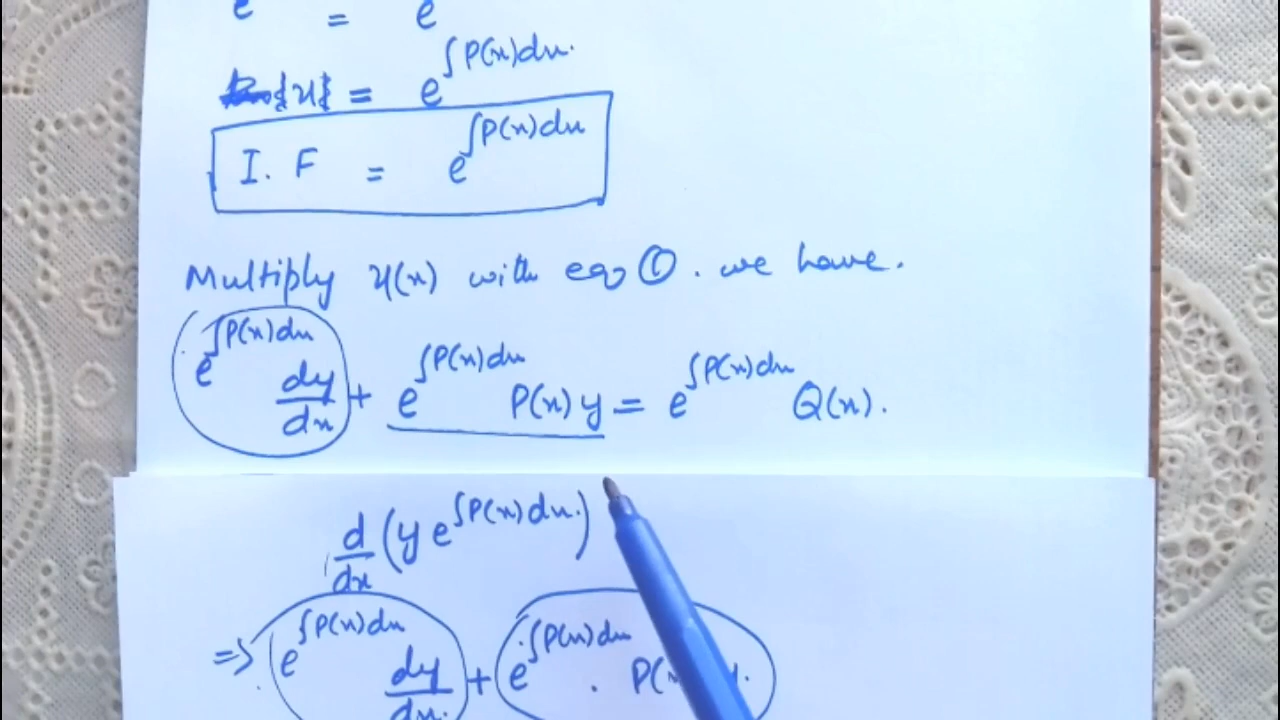 e = e
{u} = e^∫P(x)dx.
I. F = e^∫P(x)dx
Multiply u(x) with eq ①. we have.
e^∫P(x)dx dy/dx + e^∫P(x)dx P(x) y = e^∫P(x)dx Q(x).
d/dx (y e^∫P(x)dx.)
=> e^∫P(x)dx dy/dx. + e^∫P(x)dx . P(